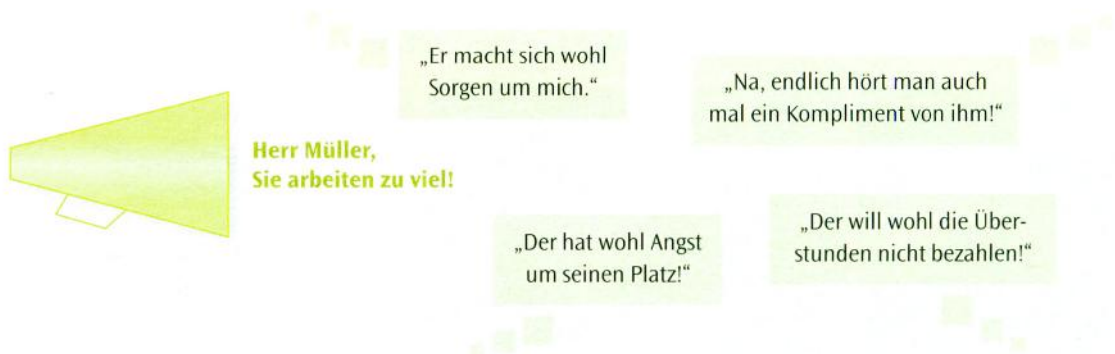 „Er macht sich wohl
Sorgen um mich.“
„Na, endlich hört man auch
mal ein Kompliment von ihm!“
Herr Müller,
Sie arbeiten zu viel!
„Der hat wohl Angst
um seinen Platz!“
„Der will wohl die Über-
stunden nicht bezahlen!“